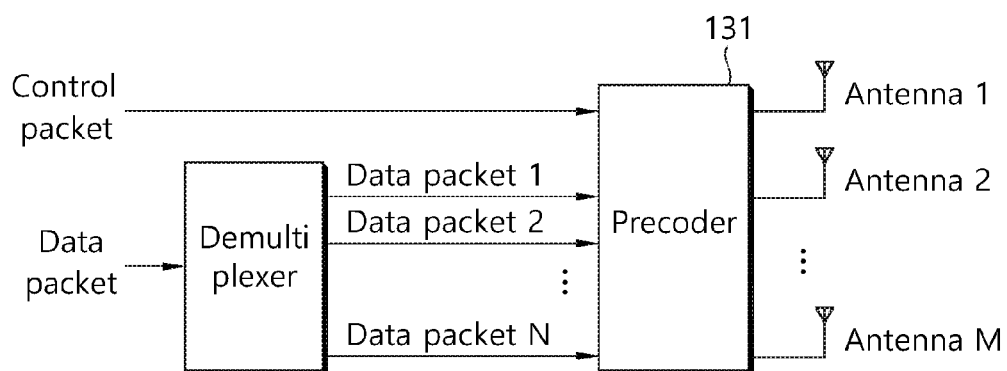 131
Control
packet
Antenna 1
Data packet 1
Antenna 2
Data packet 2
Precoder
Data
packet
Demulti
plexer
Data packet N
Antenna M